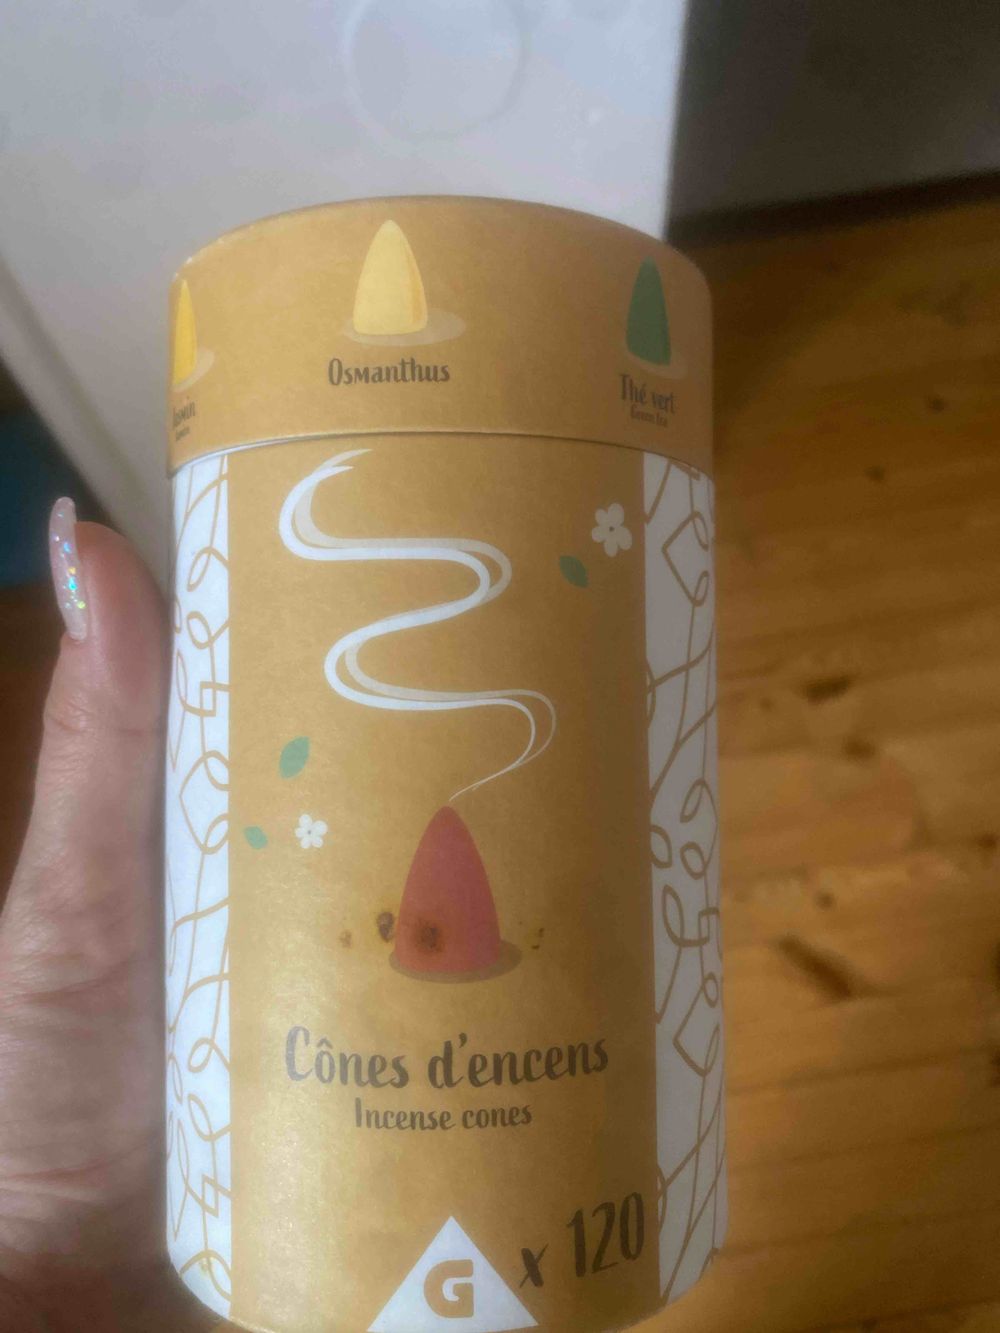 Osmanthus
Thé vert
Green tea
Cônes d'encens
Incense cones
x 120
G